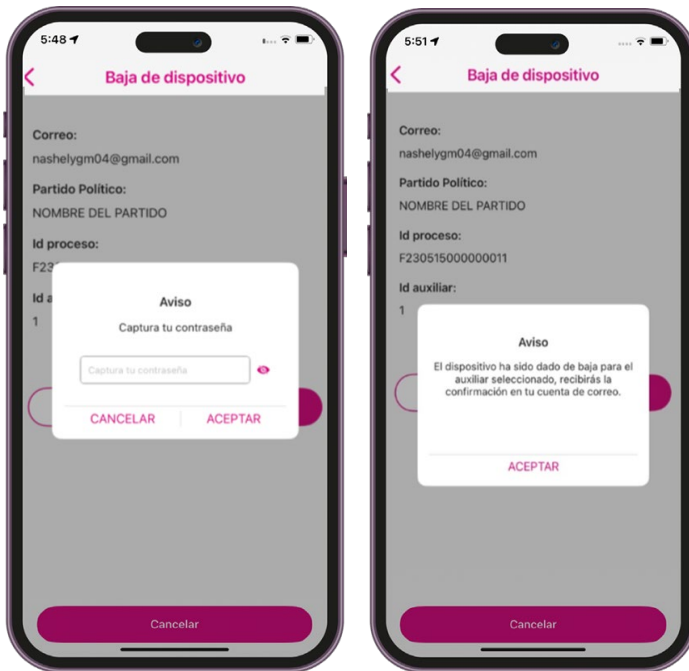 5:48
Baja de dispositivo
Correo:
nashelygm04@gmail.com
Partido Político:
NOMBRE DEL PARTIDO
Id proceso:
F23
Id a
1
Aviso
Captura tu contraseña
Captura tu contraseña
CANCELAR ACEPTAR
Cancelar
5:51
Baja de dispositivo
Correo:
nashelygm04@gmail.com
Partido Político:
NOMBRE DEL PARTIDO
Id proceso:
F230515000000011
Id auxiliar:
1
Aviso
El dispositivo ha sido dado de baja para el
auxiliar seleccionado, recibirás la
confirmación en tu cuenta de correo.
ACEPTAR
Cancelar